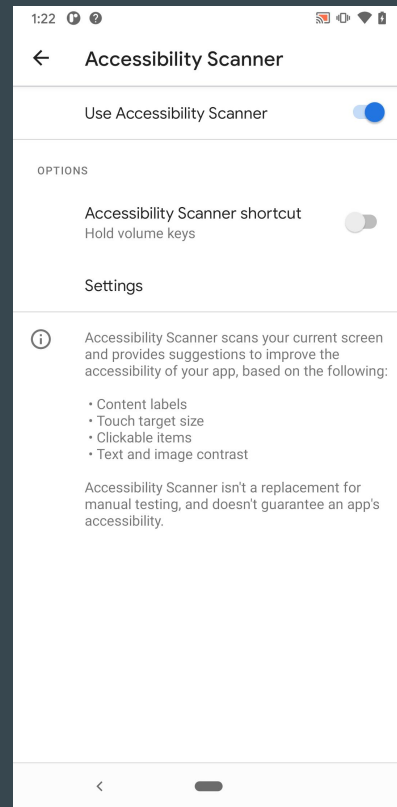 1:22
Accessibility Scanner
Use Accessibility Scanner
OPTIONS
Accessibility Scanner shortcut
Hold volume keys
Settings
Accessibility Scanner scans your current screen
and provides suggestions to improve the
accessibility of your app, based on the following:
• Content labels
• Touch target size
• Clickable items
• Text and image contrast
Accessibility Scanner isn't a replacement for
manual testing, and doesn't guarantee an app's
accessibility.